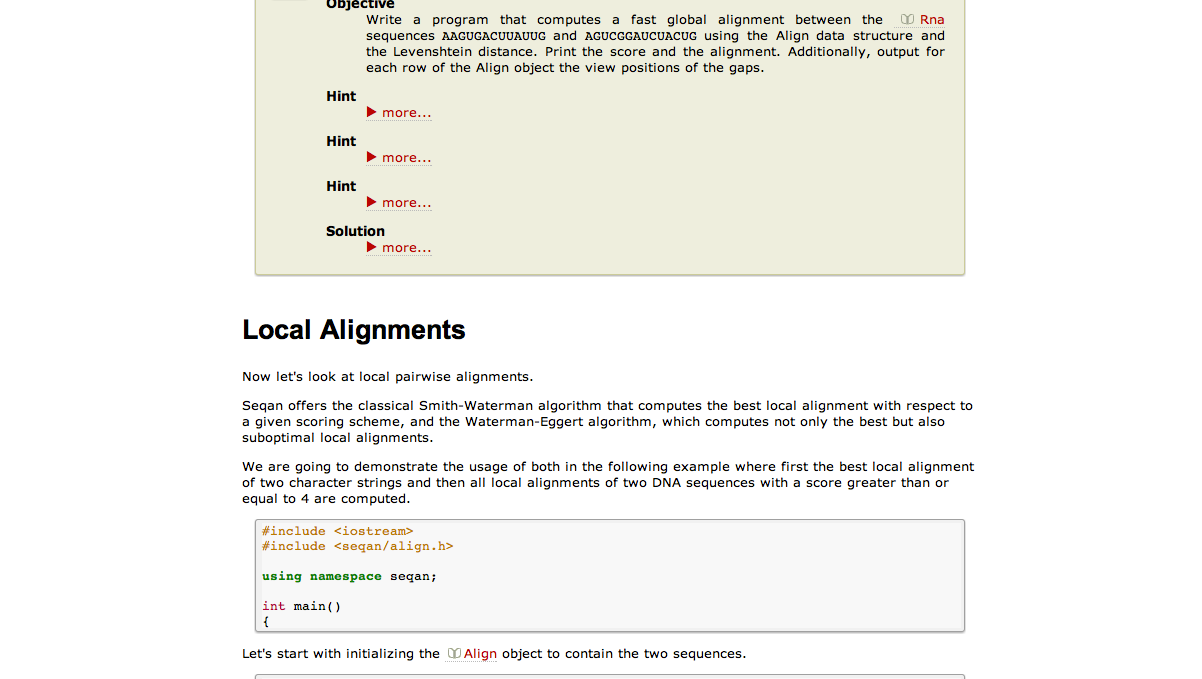 Objective
Write a program that computes a fast global alignment between the Rna
sequences AAGUGACUUAUUG and AGUCGGAUCUACUG using the Align data structure and
the Levenshtein distance. Print the score and the alignment. Additionally, output for
each row of the Align object the view positions of the gaps.
Hint
more...
Hint
more...
Hint
more...
Solution
more...
Local Alignments
Now let's look at local pairwise alignments.
Seqan offers the classical Smith-Waterman algorithm that computes the best local alignment with respect to
a given scoring scheme, and the Waterman-Eggert algorithm, which computes not only the best but also
suboptimal local alignments.
We are going to demonstrate the usage of both in the following example where first the best local alignment
of two character strings and then all local alignments of two DNA sequences with a score greater than or
equal to 4 are computed.
#include <iostream>
#include <seqan/align.h>
using namespace seqan;
int main()
{
Let's start with initializing the Align object to contain the two sequences.